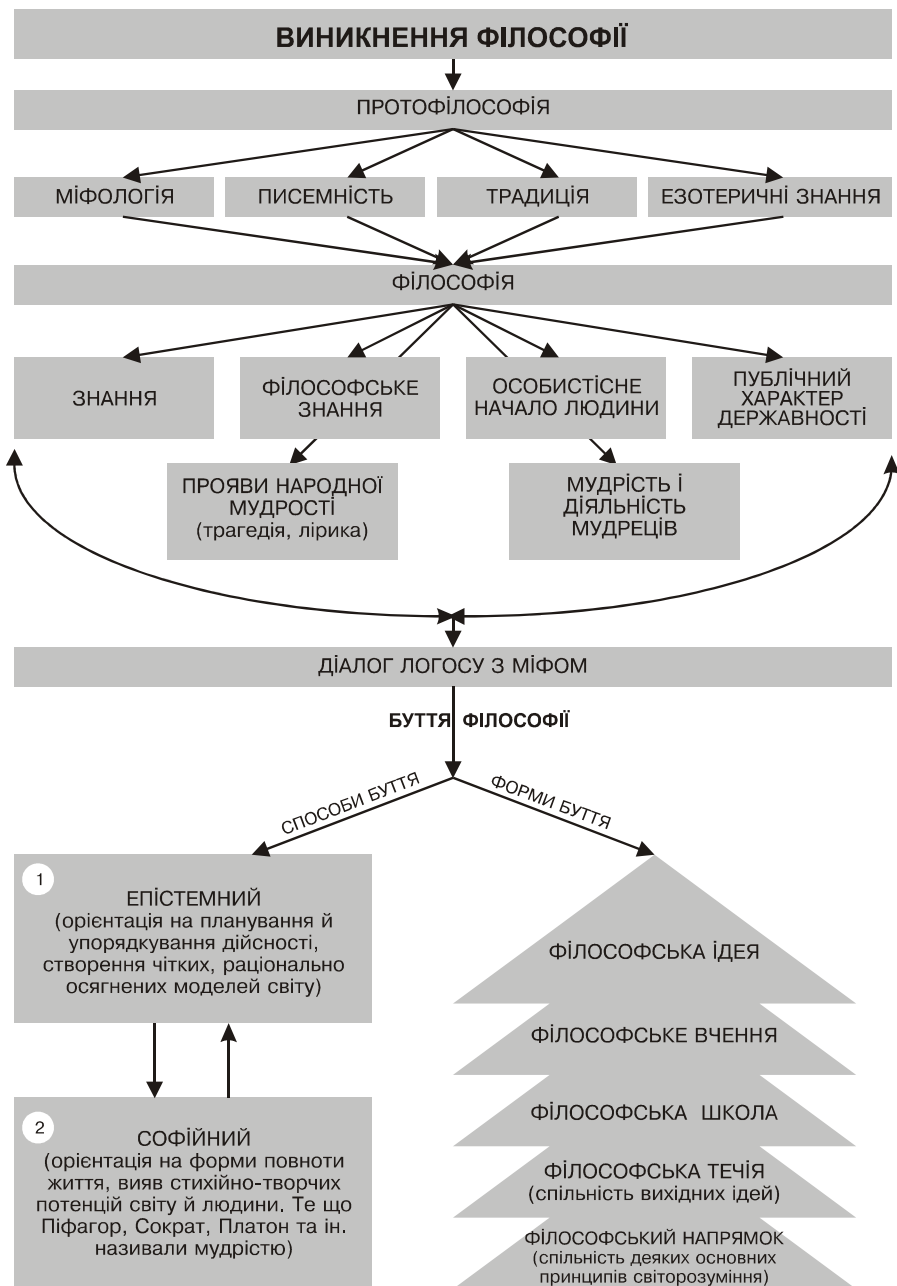 ВИНИКНЕННЯ ФІЛОСОФІЇ
ПРОТОФІЛОСОФІЯ
МІФОЛОГІЯ
ПИСЕМНІСТЬ
ТРАДИЦІЯ
ЕЗОТЕРИЧНІ ЗНАННЯ
ФІЛОСОФІЯ
ЗНАННЯ
ФІЛОСОФСЬКЕ
ЗНАННЯ
ОСОБИСТІСНЕ
НАЧАЛО ЛЮДИНИ
ПУБЛІЧНИЙ
ХАРАКТЕР
ДЕРЖАВНОСТІ
ПРОЯВИ НАРОДНОЇ
МУДРОСТІ
(трагедія, лірика)
МУДРІСТЬ І
ДІЯЛЬНІСТЬ
МУДРЕЦІВ
ДІАЛОГ ЛОГОСУ З МІФОМ
БУТТЯ ФІЛОСОФІЇ
СПОСОБИ БУТТЯ
ФОРМИ БУТТЯ
1
ЕПІСТЕМНИЙ
(орієнтація на планування й
упорядкування дійсності,
створення чітких, раціонально
осягнених моделей світу)
2
СОФІЙНИЙ
(орієнтація на форми повноти
життя, вияв стихійно-творчих
потенцій світу й людини. Те що
Піфагор, Сократ, Платон та ін.
називали мудрістю)
ФІЛОСОФСЬКА ІДЕЯ
ФІЛОСОФСЬКЕ ВЧЕННЯ
ФІЛОСОФСЬКА ШКОЛА
ФІЛОСОФСЬКА ТЕЧІЯ
(спільність вихідних ідей)
ФІЛОСОФСЬКИЙ НАПРЯМОК
(спільність деяких основних
принципів світорозуміння)